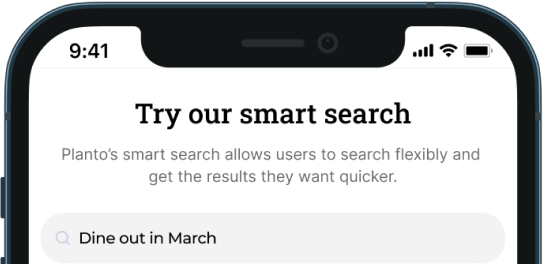 9:41
Try our smart search
Planto's smart search allows users to search flexibly and
get the results they want quicker.
Dine out in March